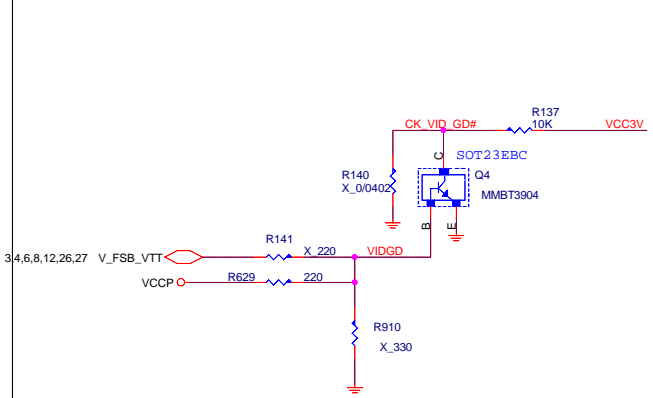 R137
CK_VID_GD# 10K VCC3V
C SOT23EBC
R140 Q4
X_0/0402 MMBT3904
B E
R141
3,4,6,8,12,26,27 V_FSB_VTT X_220 VIDGD
VCCP R629 220
R910
X_330